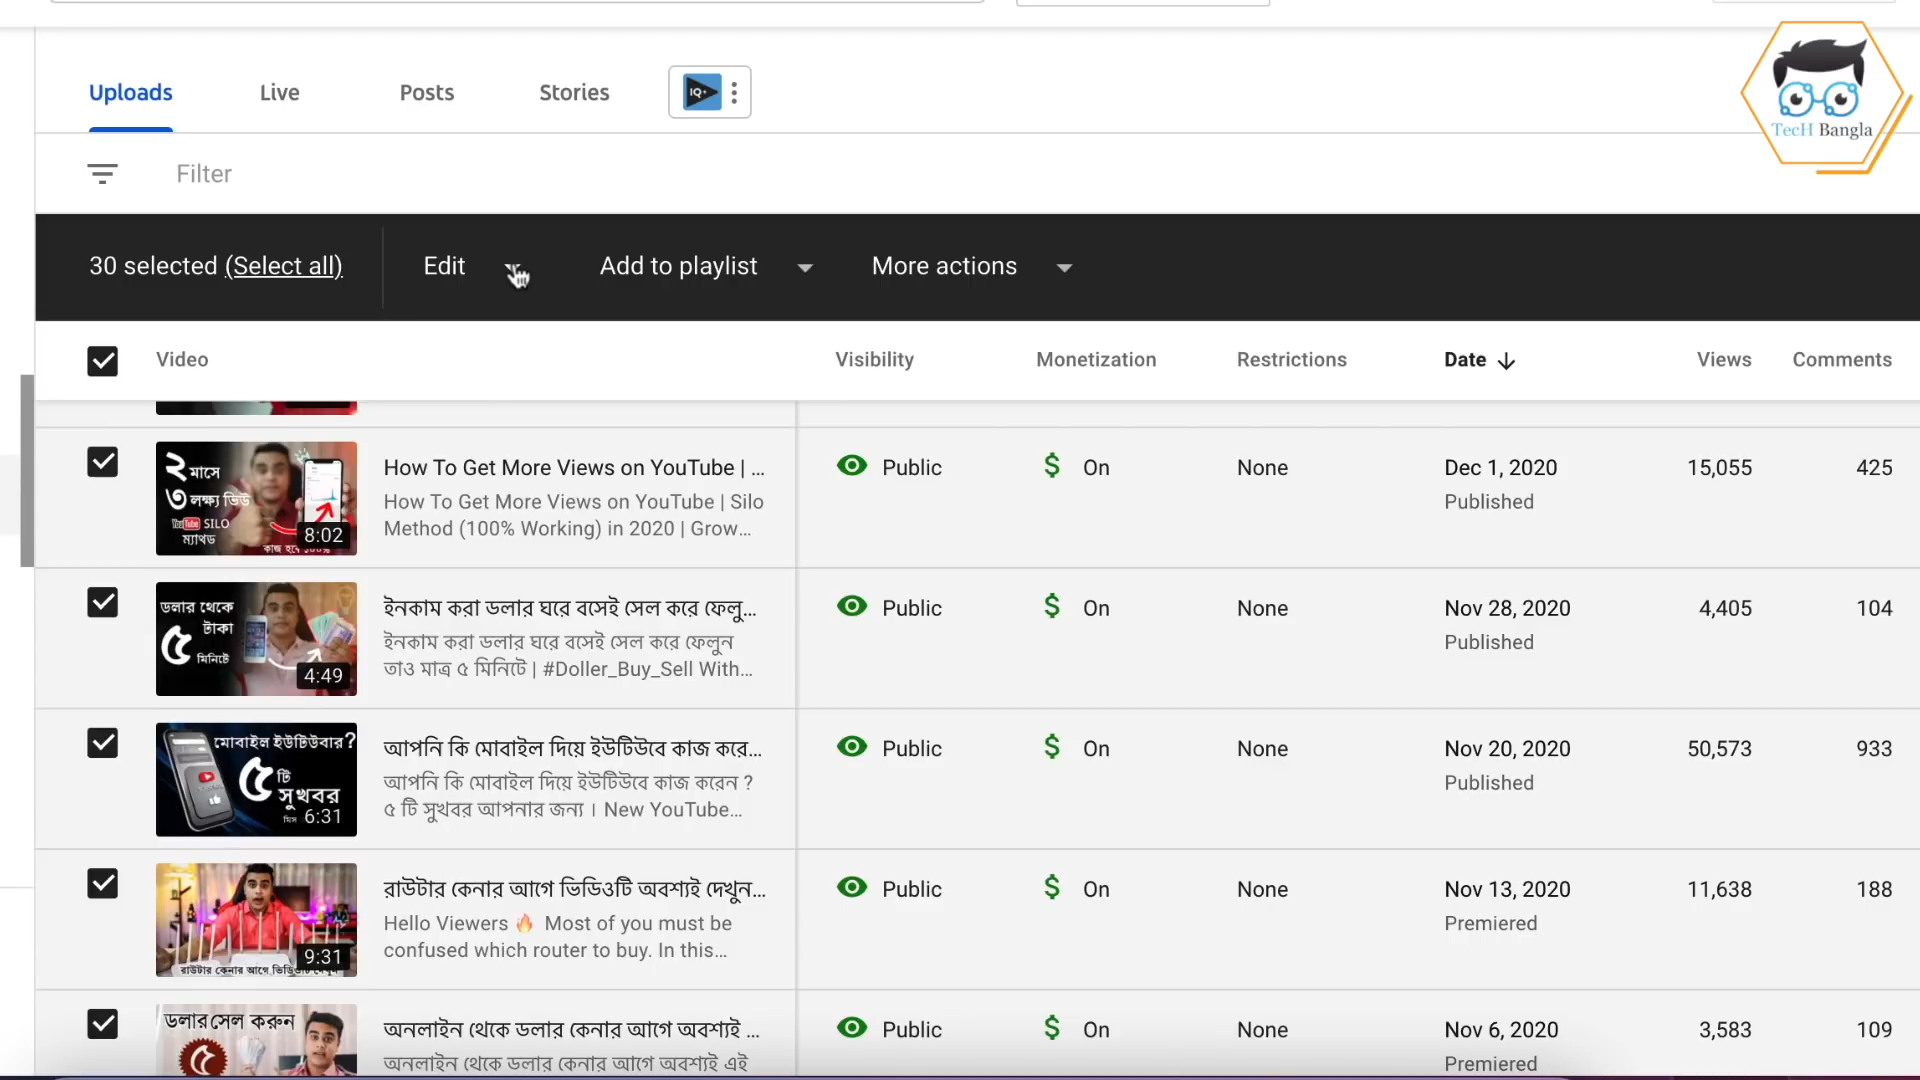 Uploads Live Posts Stories IQ+
TecH Bangla
Filter
30 selected (Select all) Edit Add to playlist More actions
Video Visibility Monetization Restrictions Date Views Comments
২ মাসে
৩ লক্ষ্য ভিউ
YouTube SILO
ম্যাথড
8:02
How To Get More Views on YouTube | ...
How To Get More Views on YouTube | Silo
Method (100% Working) in 2020 | Grow...
Public On None Dec 1, 2020 15,055 425
Published
ডলার থেকে
টাকা
৫ মিনিটে
4:49
ইনকাম করা ডলার ঘরে বসেই সেল করে ফেলু...
ইনকাম করা ডলার ঘরে বসেই সেল করে ফেলুন
তাও মাত্র ৫ মিনিটে | #Doller_Buy_Sell With...
Public On None Nov 28, 2020 4,405 104
Published
মোবাইল ইউটিউবার?
৫ টি
সুখবর
6:31
আপনি কি মোবাইল দিয়ে ইউটিউবে কাজ করে...
আপনি কি মোবাইল দিয়ে ইউটিউবে কাজ করেন ?
৫ টি সুখবর আপনার জন্য । New YouTube...
Public On None Nov 20, 2020 50,573 933
Published
9:31
রাউটার কেনার আগে ভিডিওটি
রাউটার কেনার আগে ভিডিওটি অবশ্যই দেখুন...
Hello Viewers 🔥 Most of you must be
confused which router to buy. In this...
Public On None Nov 13, 2020 11,638 188
Premiered
ডলার সেল করুন
৫
অনলাইন থেকে ডলার কেনার আগে অবশ্যই ...
অনলাইন থেকে ডলার কেনার আগে অবশ্যই এই
Public On None Nov 6, 2020 3,583 109
Premiered